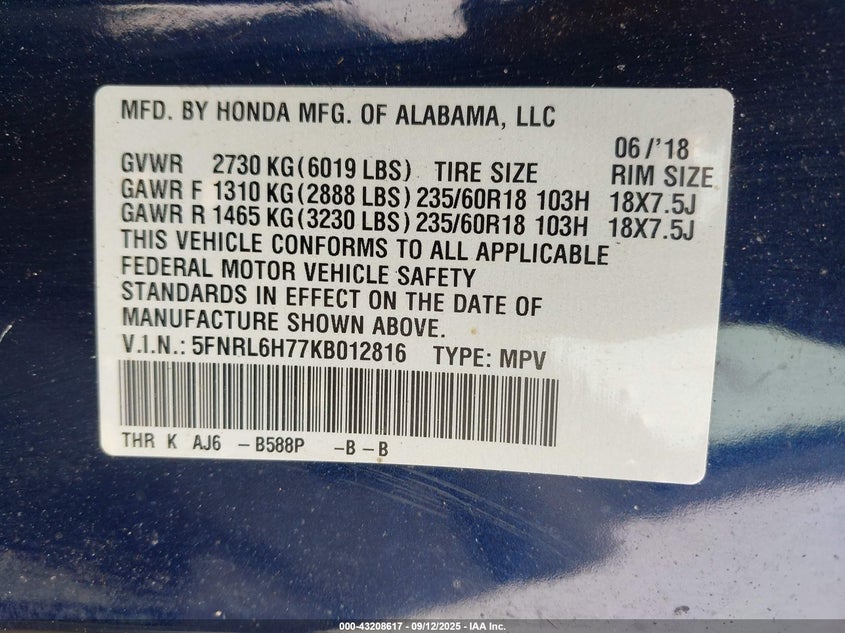 MFD. BY HONDA MFG. OF ALABAMA, LLC
06/'18
GVWR 2730 KG(6019 LBS) TIRE SIZE RIM SIZE
GAWR F 1310 KG(2888 LBS) 235/60R18 103H 18X7.5J
GAWR R 1465 KG(3230 LBS) 235/60R18 103H 18X7.5J
THIS VEHICLE CONFORMS TO ALL APPLICABLE
FEDERAL MOTOR VEHICLE SAFETY
STANDARDS IN EFFECT ON THE DATE OF
MANUFACTURE SHOWN ABOVE.
V.I.N.: 5FNRL6H77KB012816 TYPE: MPV
THR K AJ6 -B588P -B-B
000-43208617 - 09/12/2025 - IAA Inc.